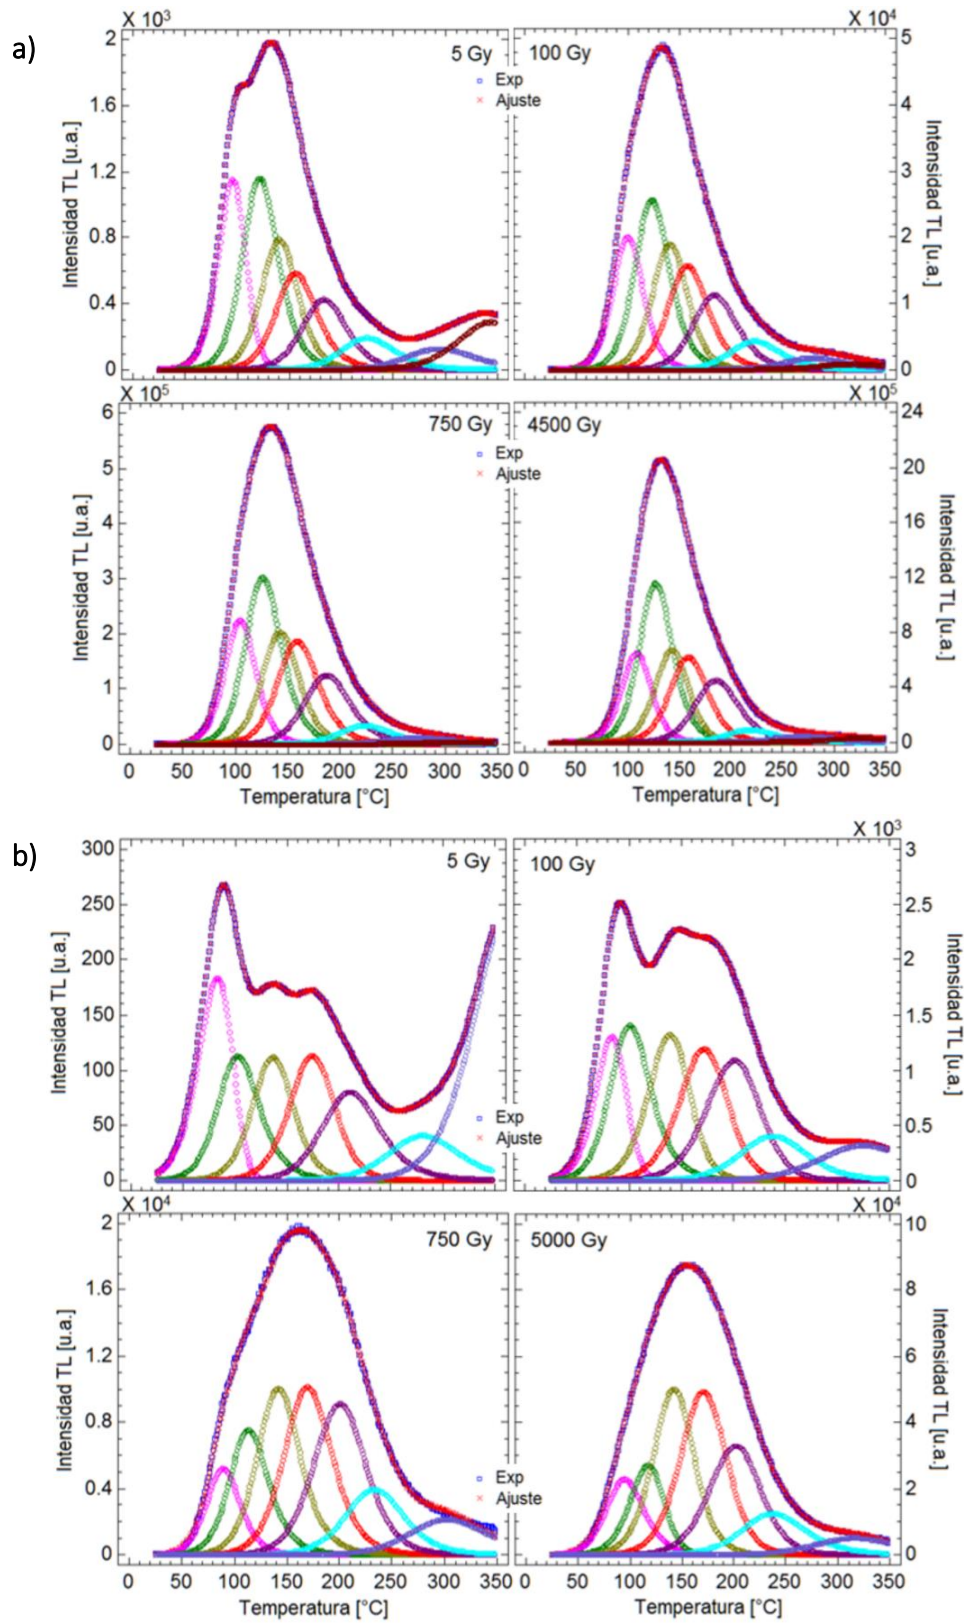 a)
X 10³
X 10⁴
2
1.6
1.2
0.8
0.4
0
5 Gy
Exp
Ajuste
100 Gy
5
4
3
2
1
0
Intensidad TL [u.a.]
Intensidad TL [u.a.]
X 10⁵
X 10⁵
6
5
4
3
2
1
0
750 Gy
Exp
Ajuste
4500 Gy
24
20
16
12
8
4
0
Intensidad TL [u.a.]
Intensidad TL [u.a.]
0 50 100 150 200 250 300 350 0 50 100 150 200 250 300 350
Temperatura [°C] Temperatura [°C]
b)
X 10³
300
250
200
150
100
50
0
5 Gy
Exp
Ajuste
100 Gy
3
2.5
2
1.5
1
0.5
0
Intensidad TL [u.a.]
Intensidad TL [u.a.]
X 10⁴
X 10⁴
2
1.6
1.2
0.8
0.4
0
750 Gy
Exp
Ajuste
5000 Gy
10
8
6
4
2
0
Intensidad TL [u.a.]
Intensidad TL [u.a.]
0 50 100 150 200 250 300 350 0 50 100 150 200 250 300 350
Temperatura [°C] Temperatura [°C]